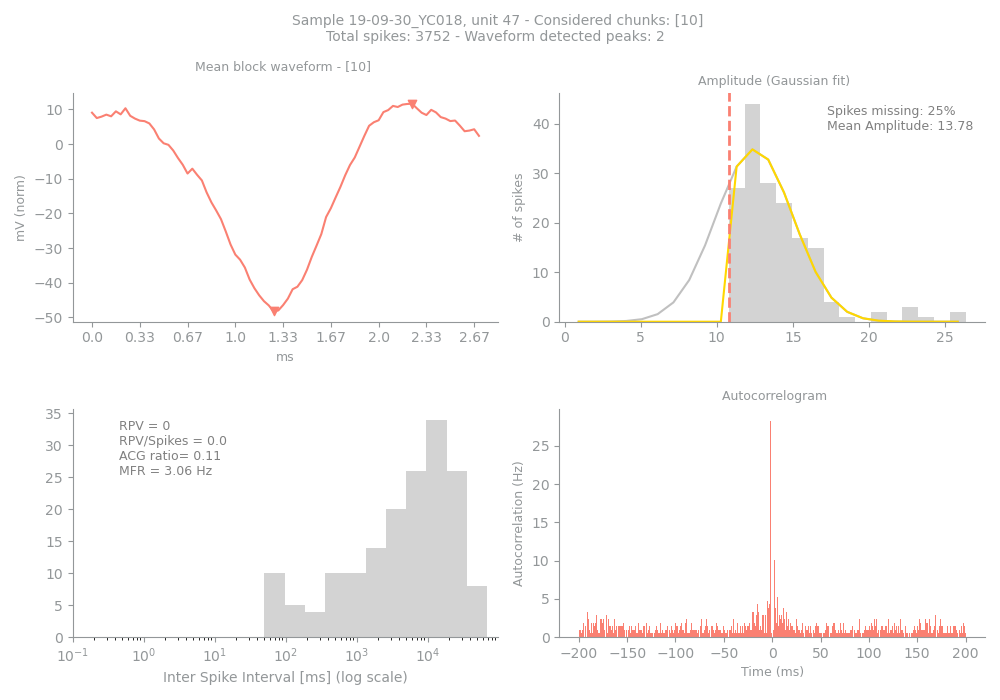 Sample 19-09-30_YC018, unit 47 - Considered chunks: [10]
Total spikes: 3752 - Waveform detected peaks: 2
Mean block waveform - [10]
mV (norm)
10
0
−10
−20
−30
−40
−50
0.0 0.33 0.67 1.0 1.33 1.67 2.0 2.33 2.67
ms
Amplitude (Gaussian fit)
Spikes missing: 25%
Mean Amplitude: 13.78
# of spikes
40
30
20
10
0
0 5 10 15 20 25
RPV = 0
RPV/Spikes = 0.0
ACG ratio= 0.11
MFR = 3.06 Hz
35
30
25
20
15
10
5
0
10⁻¹ 10⁰ 10¹ 10² 10³ 10⁴
Inter Spike Interval [ms] (log scale)
Autocorrelogram
Autocorrelation (Hz)
25
20
15
10
5
0
−200 −150 −100 −50 0 50 100 150 200
Time (ms)